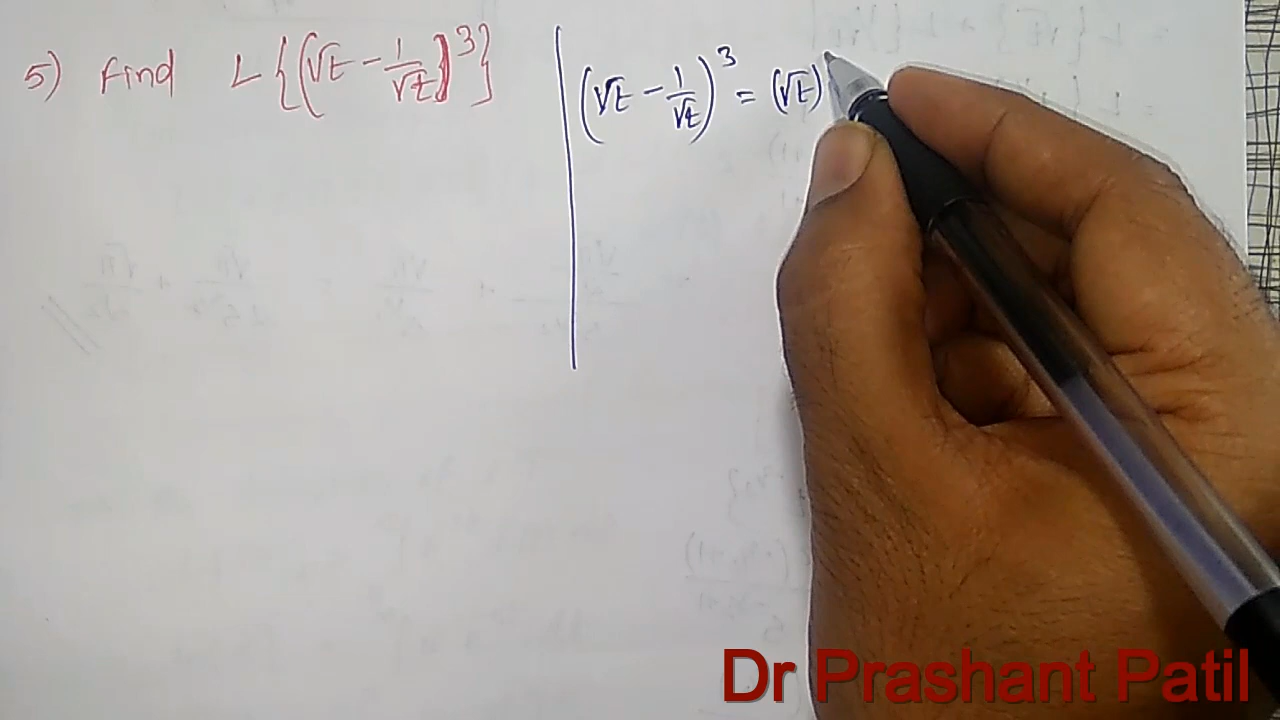 5) Find L{(√t - 1/√t)³}
(√t - 1/√t)³ = (√t)
Dr Prashant Patil